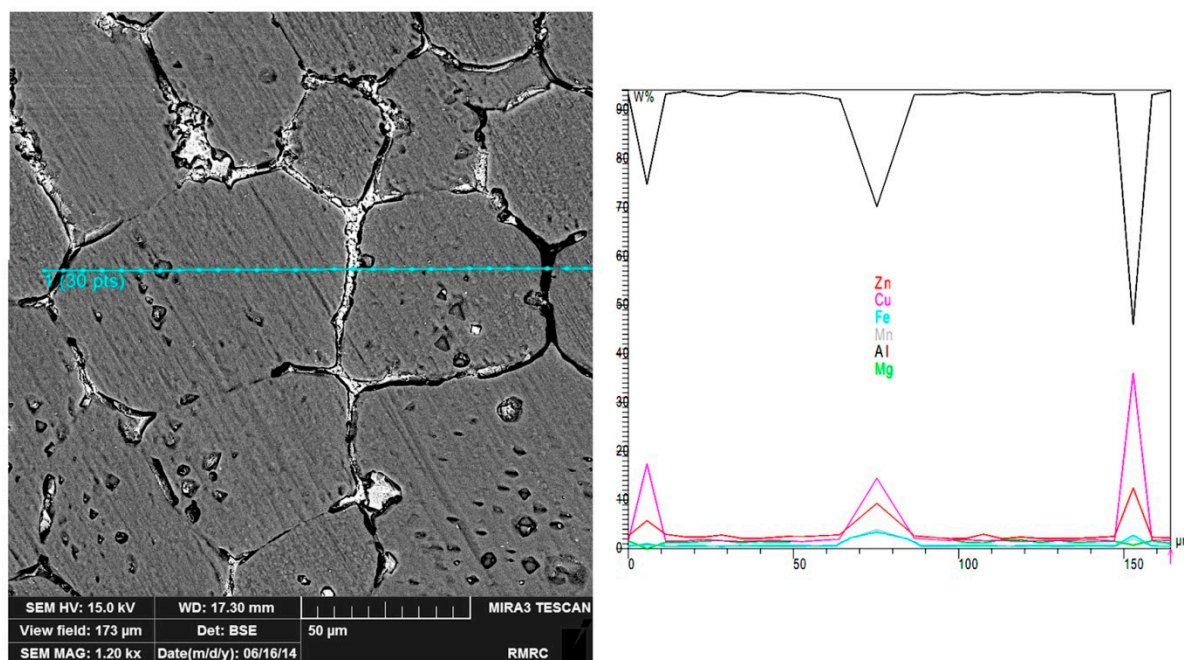 1 (30 pts)
SEM HV: 15.0 kV WD: 17.30 mm MIRA3 TESCAN
View field: 173 µm Det: BSE 50 µm
SEM MAG: 1.20 kx Date(m/d/y): 06/16/14 RMRC
W%
90
80
70
60
50
40
30
20
10
0
Zn
Cu
Fe
Mn
Al
Mg
0 50 100 150 µm